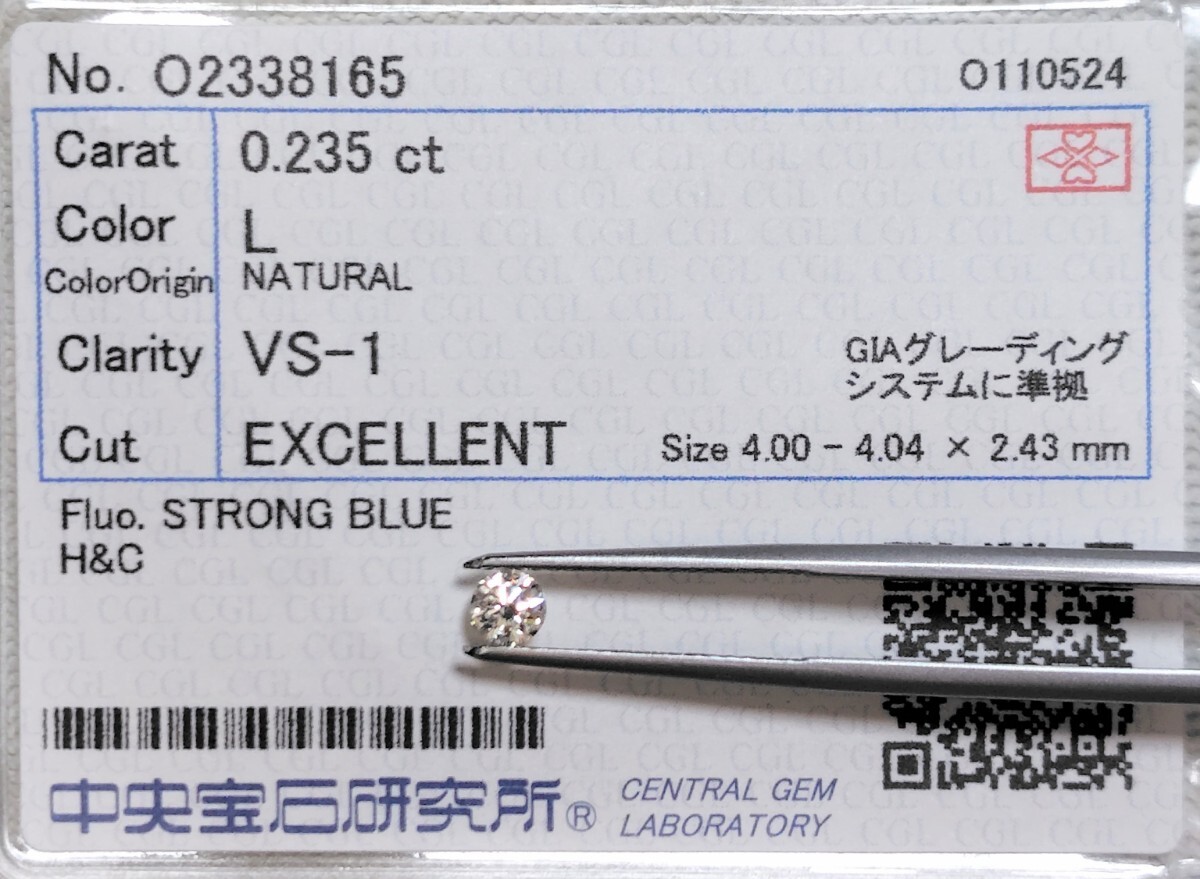 No. O2338165
O110524
Carat 0.235 ct
Color L
ColorOrigin NATURAL
Clarity VS-1
GIAグレーディング
システムに準拠
Cut EXCELLENT
Size 4.00 - 4.04 × 2.43 mm
Fluo. STRONG BLUE
H&C
中央宝石研究所®
CENTRAL GEM
LABORATORY